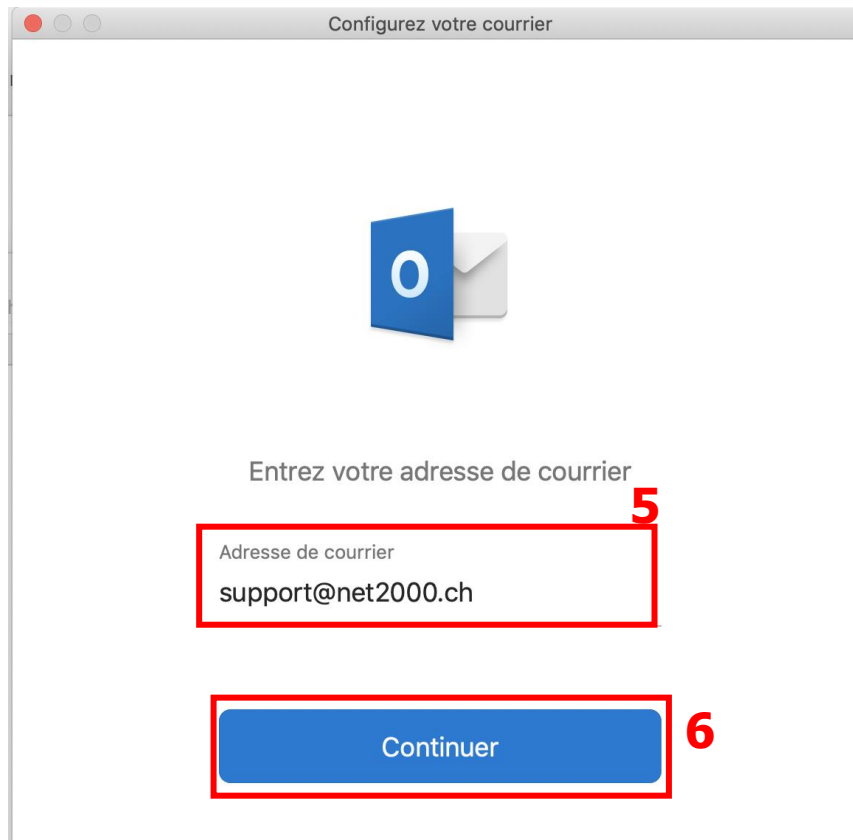 Configurez votre courrier
O
Entrez votre adresse de courrier
5
Adresse de courrier
support@net2000.ch
Continuer
6